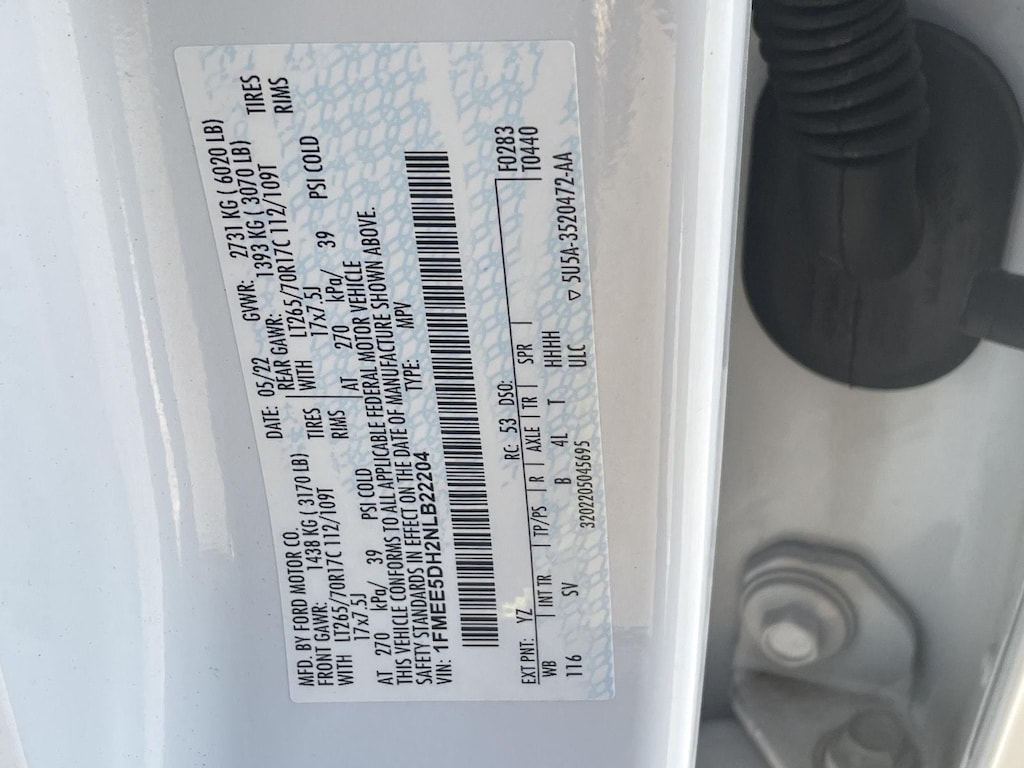 MFD. BY FORD MOTOR CO.
DATE: 05/22 GVWR: 2731 KG ( 6020 LB)
FRONT GAWR: 1438 KG ( 3170 LB) REAR GAWR: 1393 KG ( 3070 LB)
WITH LT265/70R17C 112/109T TIRES WITH LT265/70R17C 112/109T TIRES
17x7.5J RIMS 17x7.5J RIMS
AT 270 kPa/ 39 PSI COLD AT 270 kPa/ 39 PSI COLD
THIS VEHICLE CONFORMS TO ALL APPLICABLE FEDERAL MOTOR VEHICLE
SAFETY STANDARDS IN EFFECT ON THE DATE OF MANUFACTURE SHOWN ABOVE.
VIN: 1FMEE5DH2NLB22204 TYPE: MPV
EXT PNT: YZ RC: 53 DSO: F0283
WB INT TR TP/PS R AXLE TR SPR T0440
116 SV B 4L T HHHH
3202205045695 ULC ▽ 5U5A-3520472-AA